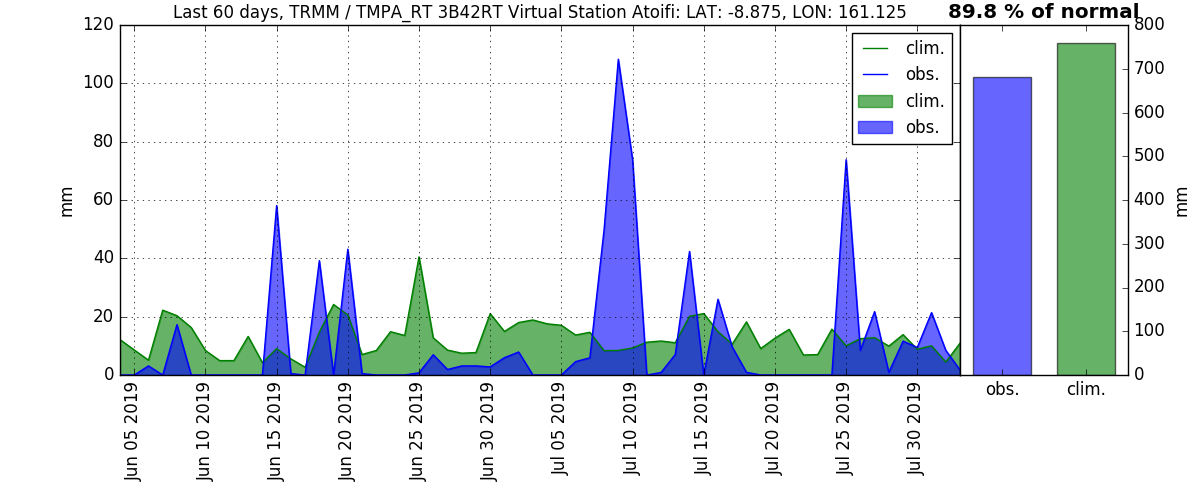 Last 60 days, TRMM / TMPA_RT 3B42RT Virtual Station Atoifi: LAT: -8.875, LON: 161.125
89.8 % of normal
120
100
80
60
40
20
0
mm
clim.
obs.
clim.
obs.
800
700
600
500
400
300
200
100
0
mm
obs.
clim.
Jun 05 2019
Jun 10 2019
Jun 15 2019
Jun 20 2019
Jun 25 2019
Jun 30 2019
Jul 05 2019
Jul 10 2019
Jul 15 2019
Jul 20 2019
Jul 25 2019
Jul 30 2019